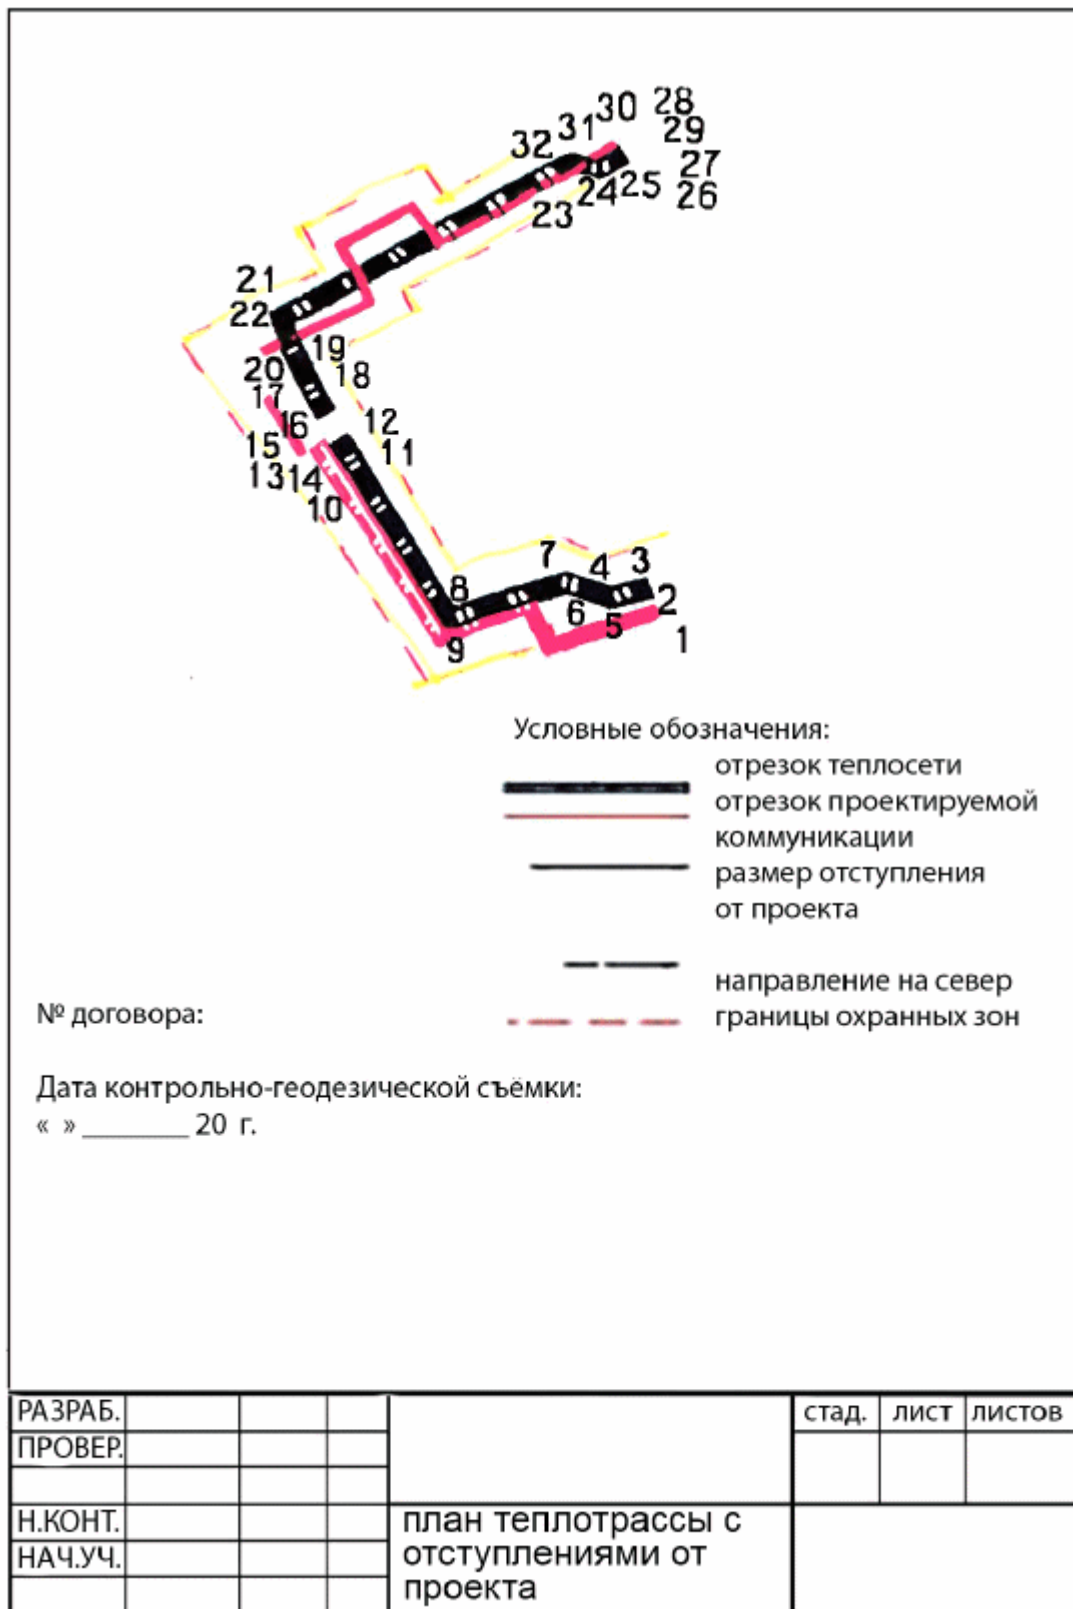 28
30
29
31
32
27
24
25
26
23
21
22
19
20
18
17
12
16
11
15
13
14
10
7
4
3
8
2
6
5
1
9
Условные обозначения:
отрезок теплосети
отрезок проектируемой
коммуникации
размер отступления
от проекта
направление на север
границы охранных зон
№ договора:
Дата контрольно-геодезической съёмки:
« » ________ 20 г.
РАЗРАБ.
стад. лист листов
ПРОВЕР.
Н.КОНТ.
НАЧ.УЧ.
план теплотрассы с
отступлениями от
проекта